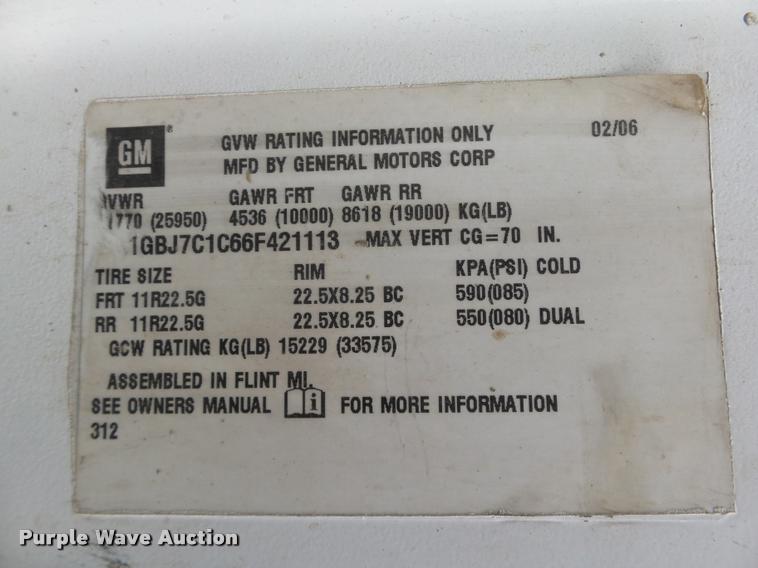 GM ®
GVW RATING INFORMATION ONLY 02/06
MFD BY GENERAL MOTORS CORP
GAWR FRT GAWR RR
(25950) 4536 (10000) 8618 (19000) KG(LB)
1GBJ7C1C66F421113 MAX VERT CG=70 IN.
TIRE SIZE RIM KPA(PSI) COLD
FRT 11R22.5G 22.5X8.25 BC 590(085)
RR 11R22.5G 22.5X8.25 BC 550(080) DUAL
GCW RATING KG(LB) 15229 (33575)
ASSEMBLED IN FLINT MI.
SEE OWNERS MANUAL i FOR MORE INFORMATION
312
Purple Wave Auction